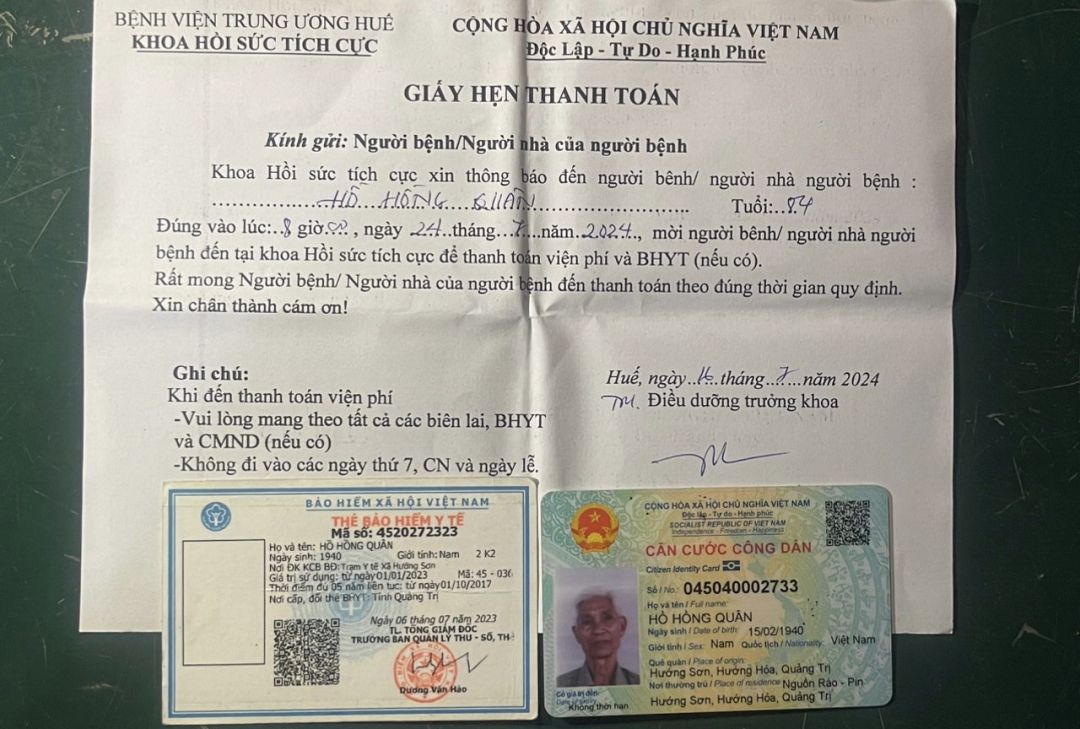 BỆNH VIỆN TRUNG ƯƠNG HUẾ
KHOA HỒI SỨC TÍCH CỰC
CỘNG HÒA XÃ HỘI CHỦ NGHĨA VIỆT NAM
Độc Lập - Tự Do - Hạnh Phúc
GIẤY HẸN THANH TOÁN
Kính gửi: Người bệnh/Người nhà của người bệnh
Khoa Hồi sức tích cực xin thông báo đến người bênh/ người nhà người bệnh :
HỒ HỒNG QUÂN Tuổi: 84
Đúng vào lúc: 8 giờ 00, ngày 24 tháng 7 năm 2024, mời người bênh/ người nhà người
bệnh đến tại khoa Hồi sức tích cực để thanh toán viện phí và BHYT (nếu có).
Rất mong Người bệnh/ Người nhà của người bệnh đến thanh toán theo đúng thời gian quy định.
Xin chân thành cám ơn!
Ghi chú:
Khi đến thanh toán viện phí
-Vui lòng mang theo tất cả các biên lai, BHYT
và CMND (nếu có)
-Không đi vào các ngày thứ 7, CN và ngày lễ.
Huế, ngày 16 tháng 7 năm 2024
TM. Điều dưỡng trưởng khoa
BẢO HIỂM XÃ HỘI VIỆT NAM
THẺ BẢO HIỂM Y TẾ
Mã số: 4520272323
Họ và tên: HỒ HỒNG QUÂN
Ngày sinh: 1940 Giới tính: Nam 2 K2
Nơi ĐK KCB BĐ: Trạm Y tế Xã Hướng Sơn
Giá trị sử dụng: từ ngày 01/01/2023 Mã: 45 - 036
Thời điểm đủ 05 năm liên tục: từ ngày 01/10/2017
Nơi cấp, đổi thẻ BHYT: Tỉnh Quảng Trị
Ngày 06 tháng 07 năm 2023
TL. TỔNG GIÁM ĐỐC
TRƯỞNG BAN QUẢN LÝ THU - SỔ, THẺ
Dương Văn Hào
CỘNG HÒA XÃ HỘI CHỦ NGHĨA VIỆT NAM
Độc lập - Tự do - Hạnh phúc
SOCIALIST REPUBLIC OF VIET NAM
Independence - Freedom - Happiness
CĂN CƯỚC CÔNG DÂN
Citizen Identity Card
Số / No.: 045040002733
Họ và tên / Full name:
HỒ HỒNG QUÂN
Ngày sinh / Date of birth: 15/02/1940
Giới tính / Sex: Nam Quốc tịch / Nationality: Việt Nam
Quê quán / Place of origin:
Hướng Sơn, Hướng Hóa, Quảng Trị
Nơi thường trú / Place of residence: Nguồn Rào - Pin
Hướng Sơn, Hướng Hóa, Quảng Trị
Có giá trị đến:
Date of expiry
Không thời hạn